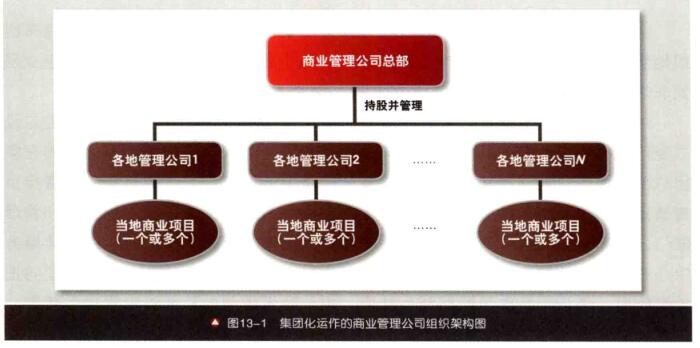 商业管理公司总部
持股并管理
各地管理公司1
各地管理公司2
……
各地管理公司N
当地商业项目
(一个或多个)
当地商业项目
(一个或多个)
……
当地商业项目
(一个或多个)
▲ 图13-1 集团化运作的商业管理公司组织架构图